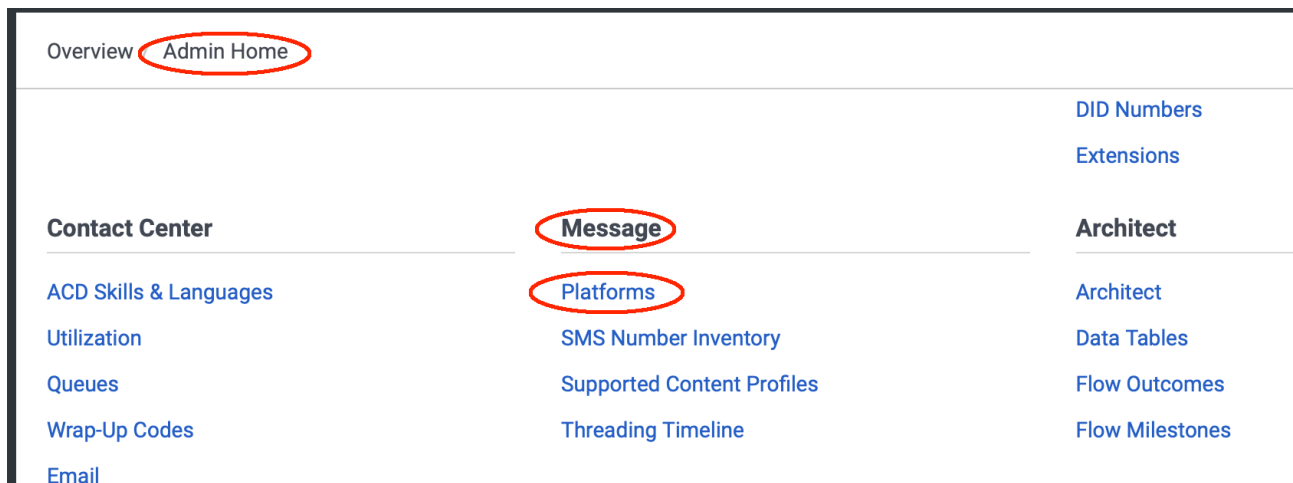 Overview / Admin Home
DID Numbers
Extensions
Contact Center
ACD Skills & Languages
Utilization
Queues
Wrap-Up Codes
Email
Message
Platforms
SMS Number Inventory
Supported Content Profiles
Threading Timeline
Architect
Architect
Data Tables
Flow Outcomes
Flow Milestones